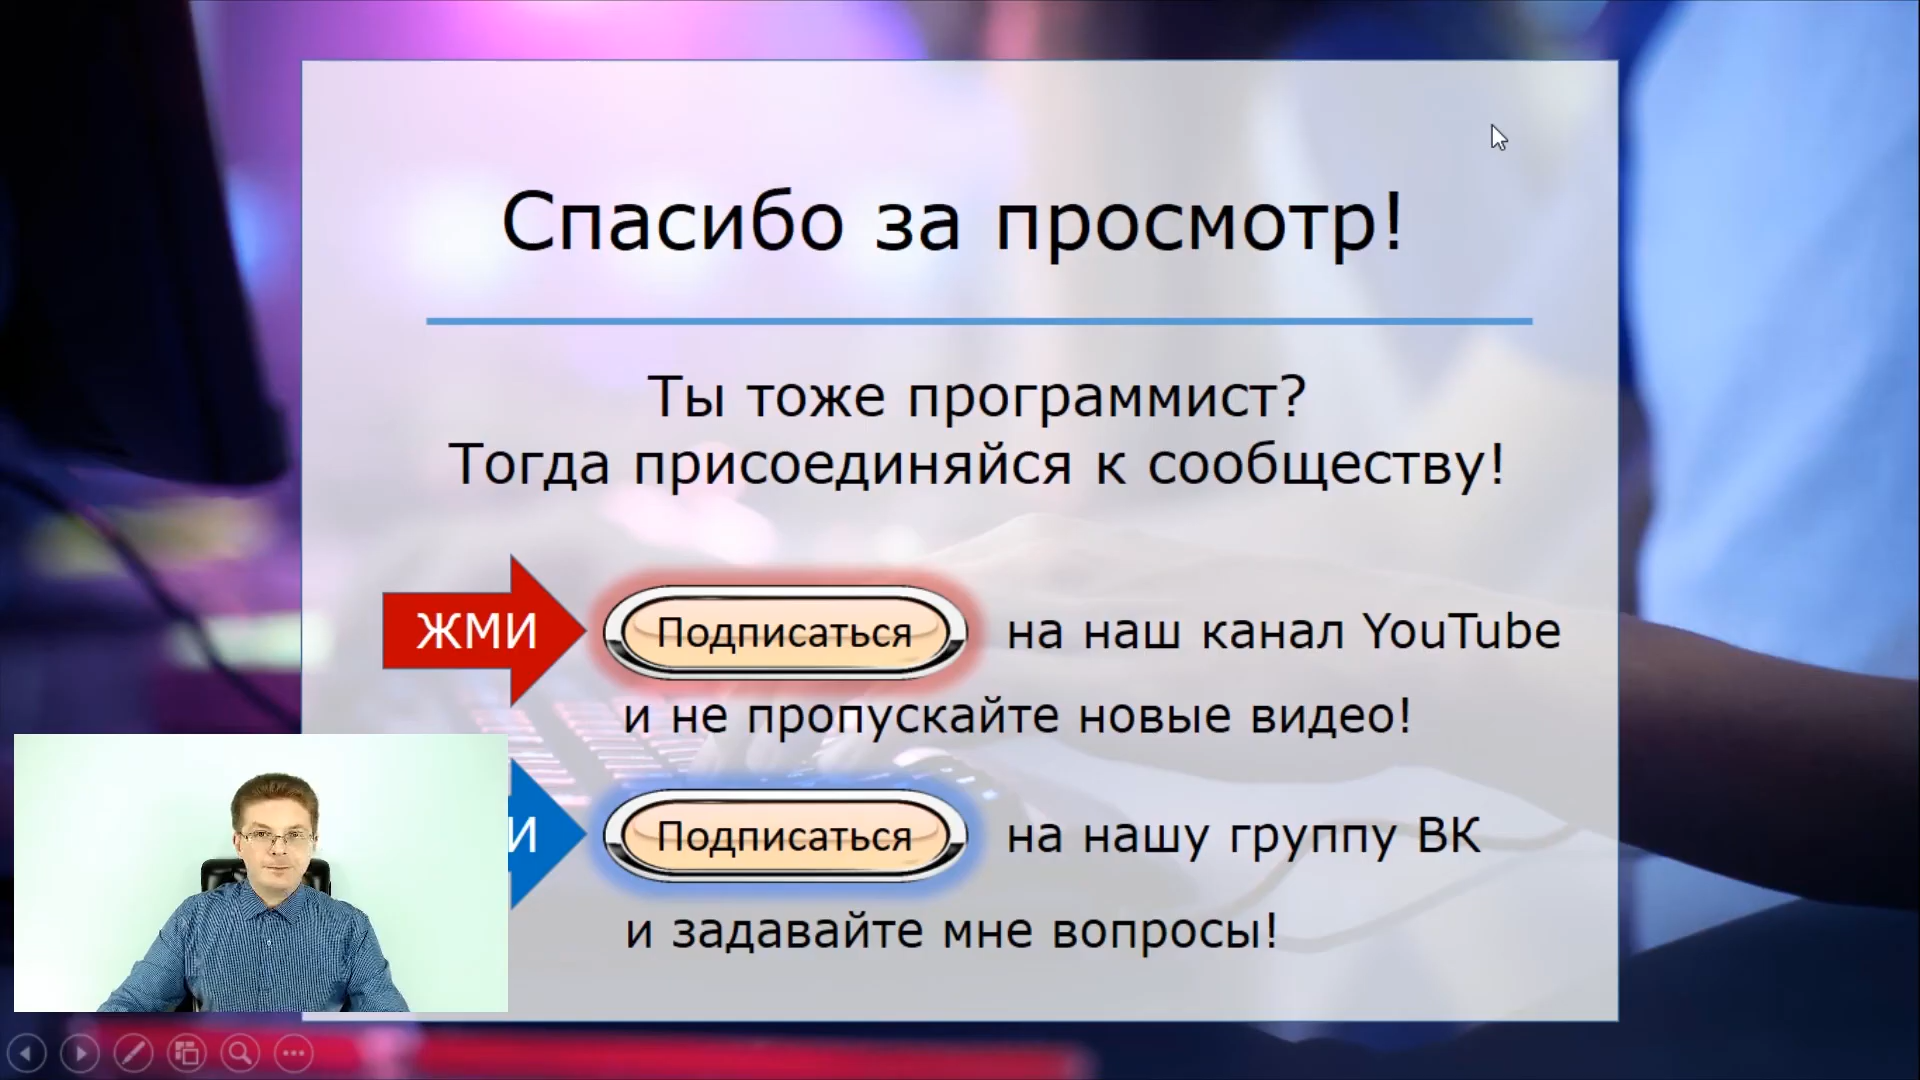 Спасибо за просмотр!
Ты тоже программист?
Тогда присоединяйся к сообществу!
ЖМИ Подписаться на наш канал YouTube
и не пропускайте новые видео!
И Подписаться на нашу группу ВК
и задавайте мне вопросы!